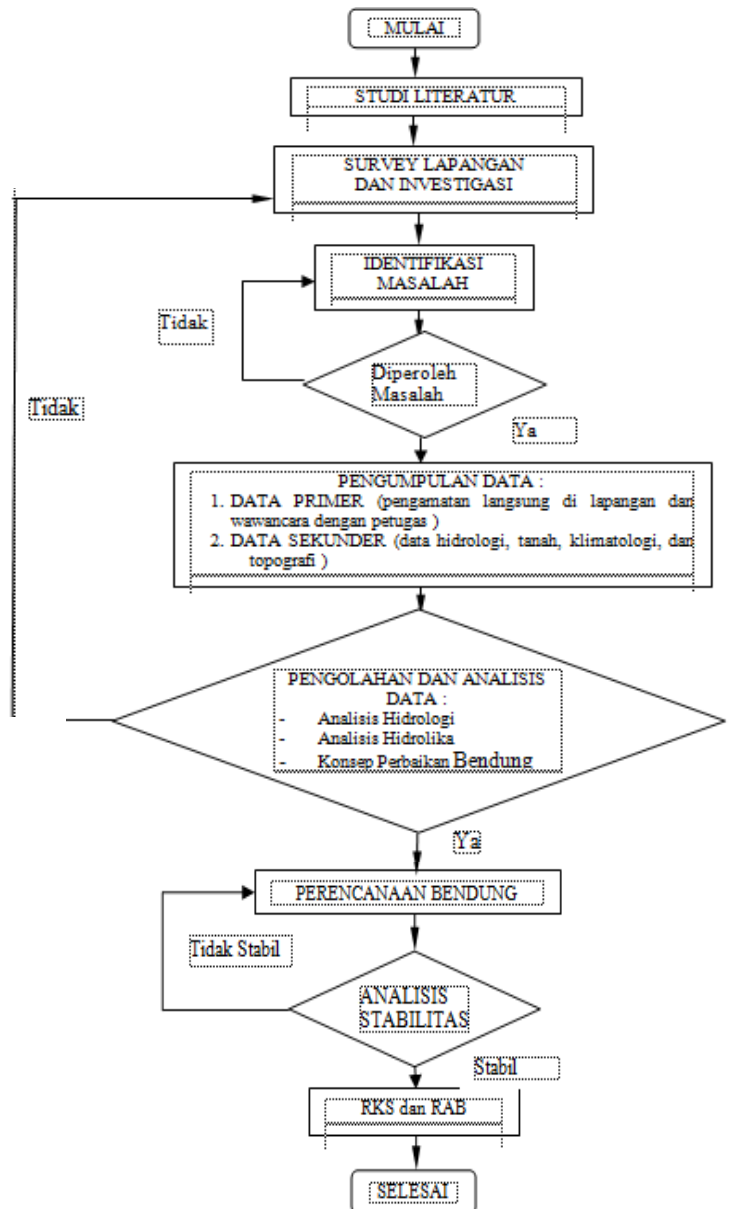 MULAI
STUDI LITERATUR
SURVEY LAPANGAN
DAN INVESTIGASI
IDENTIFIKASI
MASALAH
Tidak
Diperoleh
Masalah
Tidak
Ya
PENGUMPULAN DATA :
1. DATA PRIMER (pengamatan langsung di lapangan dan
wawancara dengan petugas )
2. DATA SEKUNDER (data hidrologi, tanah, klimatologi, dan
topografi )
PENGOLAHAN DAN ANALISIS
DATA :
- Analisis Hidrologi
- Analisis Hidrolika
- Konsep Perbaikan Bendung
Ya
PERENCANAAN BENDUNG
Tidak Stabil
ANALISIS
STABILITAS
Stabil
RKS dan RAB
SELESAI